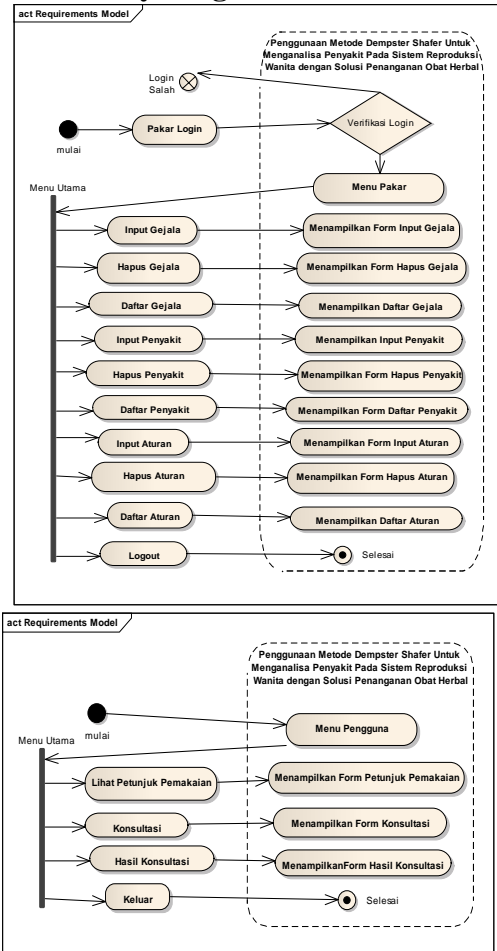 act Requirements Model
Penggunaan Metode Dempster Shafer Untuk
Menganalisa Penyakit Pada Sistem Reproduksi
Wanita dengan Solusi Penanganan Obat Herbal
Login
Salah
Verifikasi Login
Pakar Login
mulai
Menu Pakar
Menu Utama
Input Gejala
Menampilkan Form Input Gejala
Hapus Gejala
Menampilkan Form Hapus Gejala
Daftar Gejala
Menampilkan Daftar Gejala
Input Penyakit
Menampilkan Input Penyakit
Hapus Penyakit
Menampilkan Form Hapus Penyakit
Daftar Penyakit
Menampilkan Form Daftar Penyakit
Input Aturan
Menampilkan Form Input Aturan
Hapus Aturan
Menampilkan Form Hapus Aturan
Daftar Aturan
Menampilkan Daftar Aturan
Logout
Selesai
act Requirements Model
Penggunaan Metode Dempster Shafer Untuk
Menganalisa Penyakit Pada Sistem Reproduksi
Wanita dengan Solusi Penanganan Obat Herbal
mulai
Menu Pengguna
Menu Utama
Lihat Petunjuk Pemakaian
Menampilkan Form Petunjuk Pemakaian
Konsultasi
Menampilkan Form Konsultasi
Hasil Konsultasi
MenampilkanForm Hasil Konsultasi
Keluar
Selesai